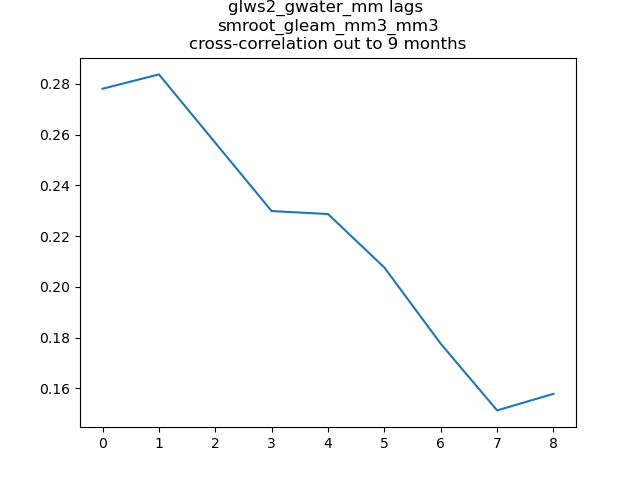 glws2_gwater_mm lags
smroot_gleam_mm3_mm3
cross-correlation out to 9 months
0.28
0.26
0.24
0.22
0.20
0.18
0.16
0 1 2 3 4 5 6 7 8